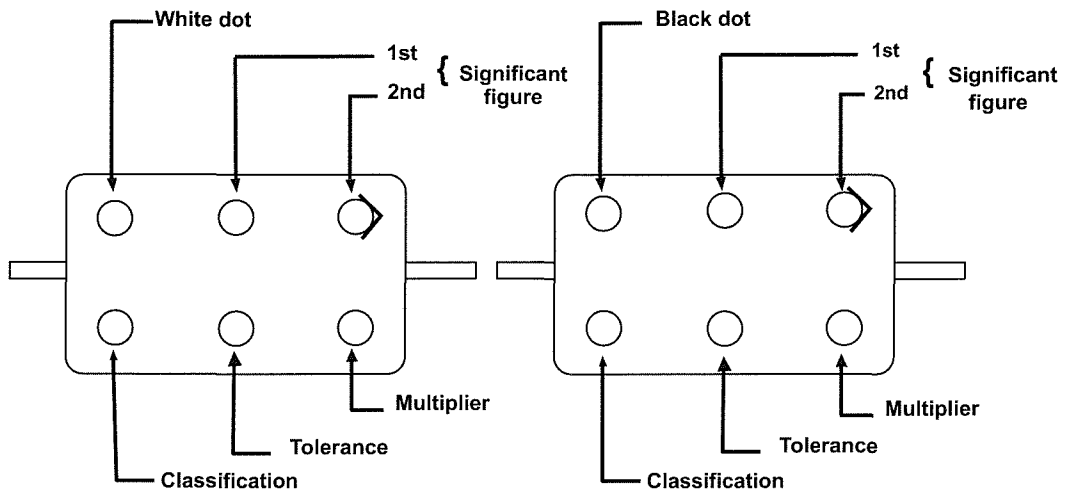 White dot
1st
2nd
{ Significant
figure
Multiplier
Tolerance
Classification
Black dot
1st
2nd
{ Significant
figure
Multiplier
Tolerance
Classification